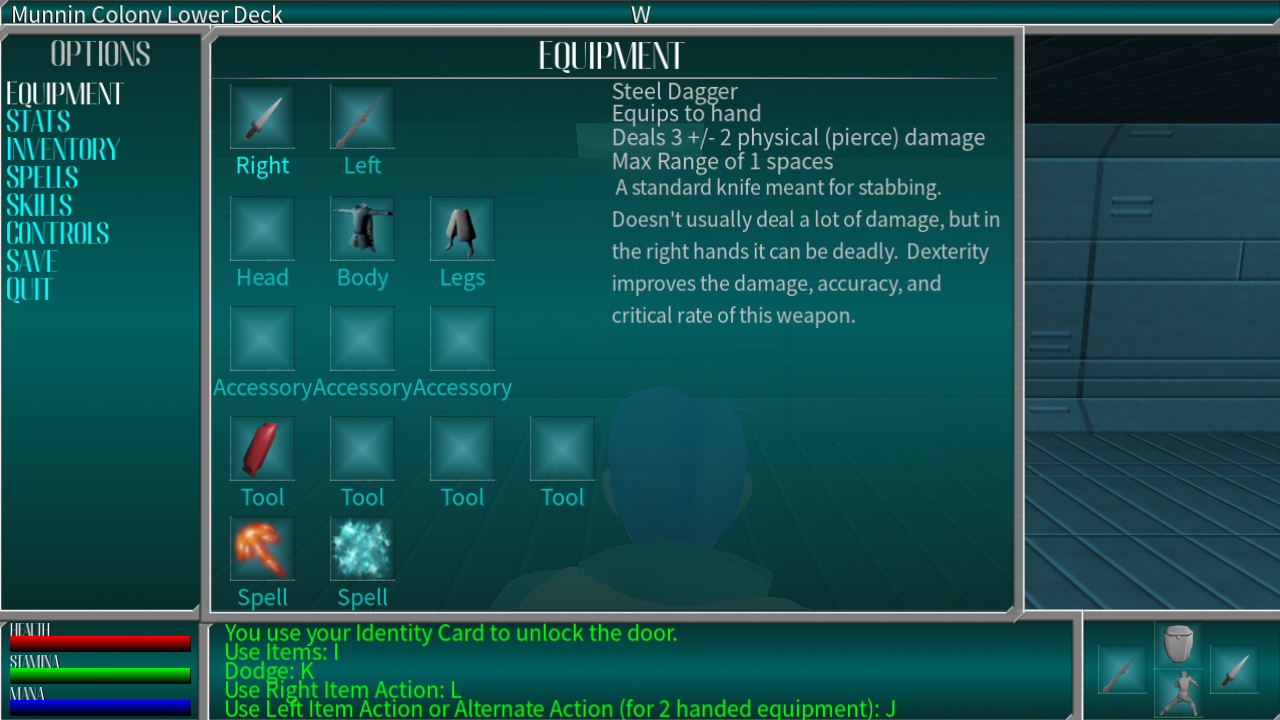 Munnin Colony Lower Deck
W
OPTIONS
EQUIPMENT
STATS
INVENTORY
SPELLS
SKILLS
CONTROLS
SAVE
QUIT
EQUIPMENT
Right Left
Head Body Legs
Accessory Accessory Accessory
Tool Tool Tool Tool
Spell Spell
Steel Dagger
Equips to hand
Deals 3 +/- 2 physical (pierce) damage
Max Range of 1 spaces
A standard knife meant for stabbing.
Doesn't usually deal a lot of damage, but in
the right hands it can be deadly. Dexterity
improves the damage, accuracy, and
critical rate of this weapon.
HEALTH
STAMINA
MANA
You use your Identity Card to unlock the door.
Use Items: I
Dodge: K
Use Right Item Action: L
Use Left Item Action or Alternate Action (for 2 handed equipment): J